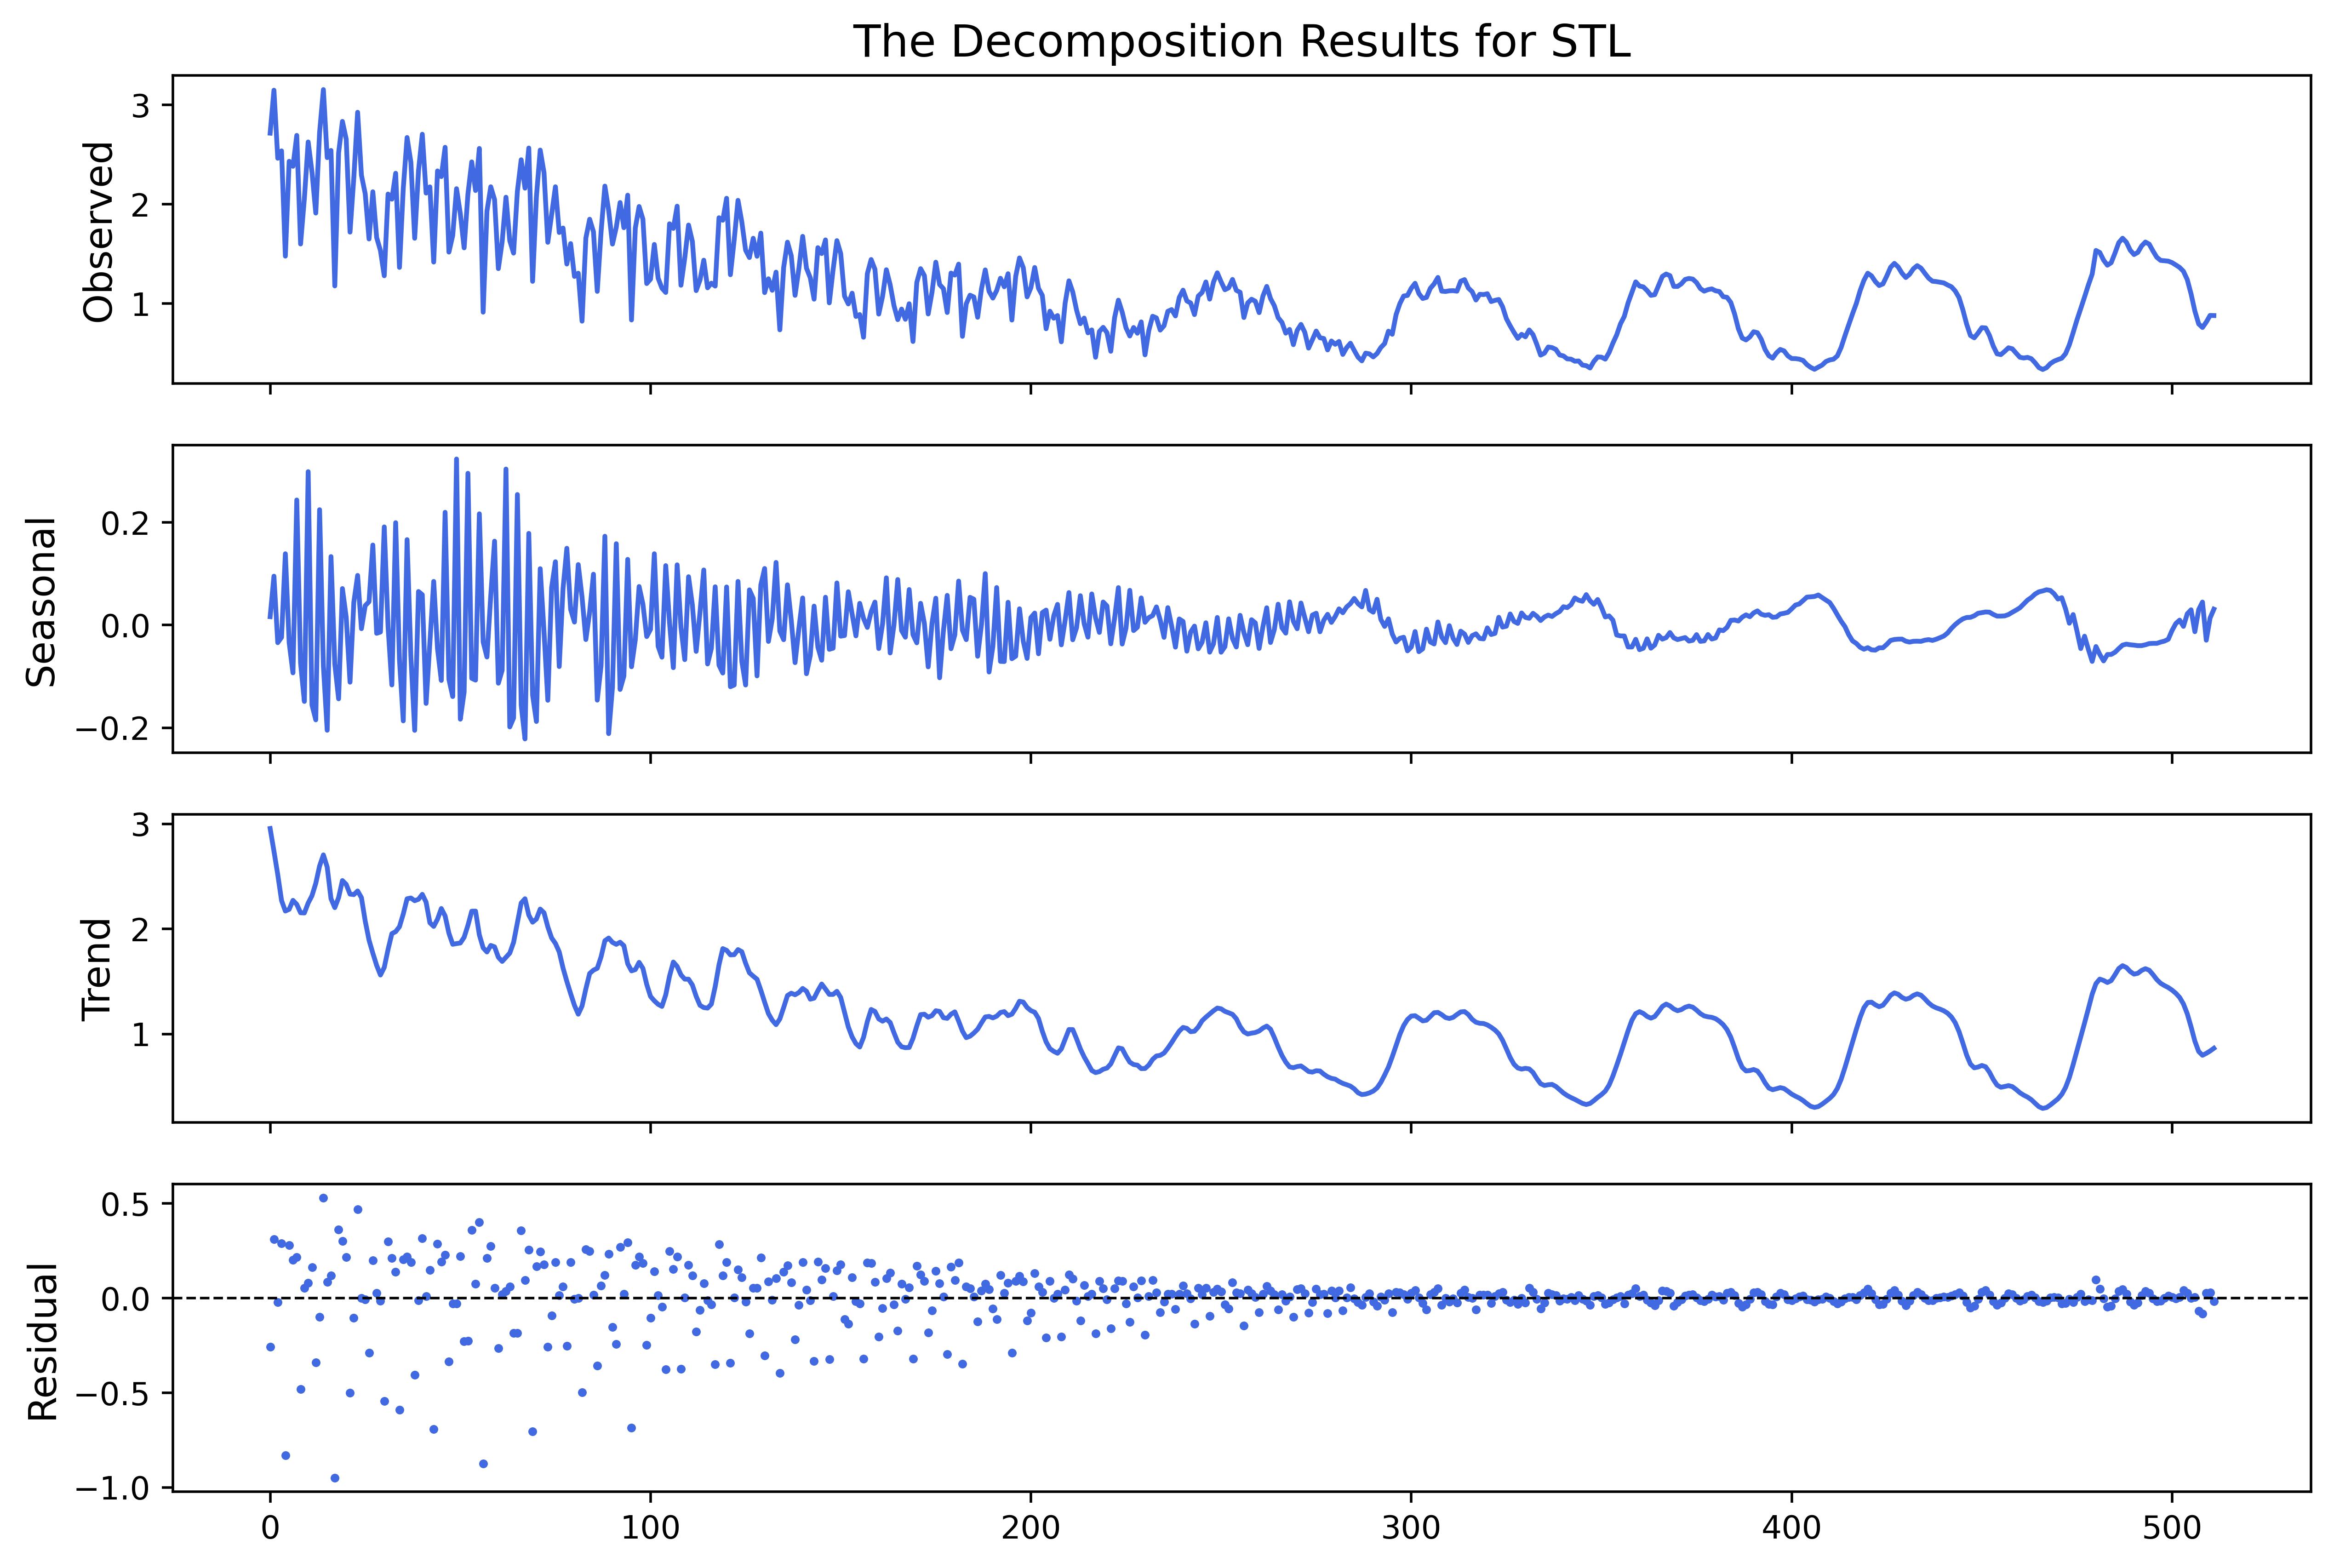 The Decomposition Results for STL
Observed
3
2
1
Seasonal
0.2
0.0
−0.2
Trend
3
2
1
Residual
0.5
0.0
−0.5
−1.0
0 100 200 300 400 500